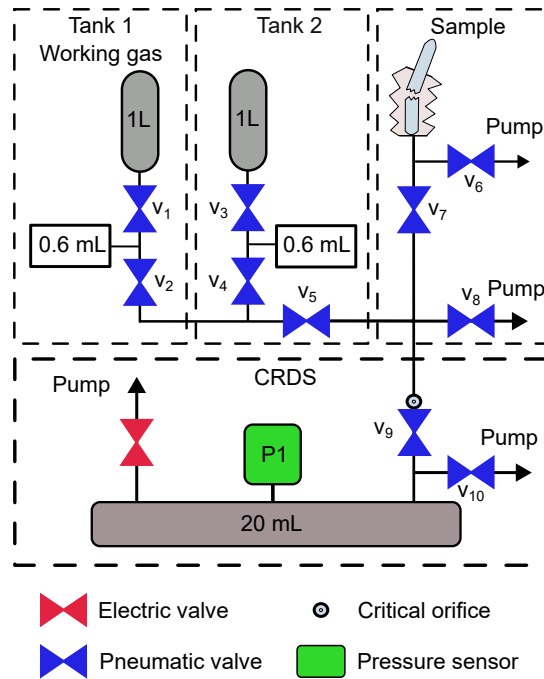 Tank 1
Working gas
Tank 2
Sample
1L
1L
Pump
v1
v3
v6
v7
0.6 mL
0.6 mL
v2
v4
v5
v8
Pump
Pump
CRDS
v9
Pump
P1
v10
20 mL
Electric valve
Critical orifice
Pneumatic valve
Pressure sensor